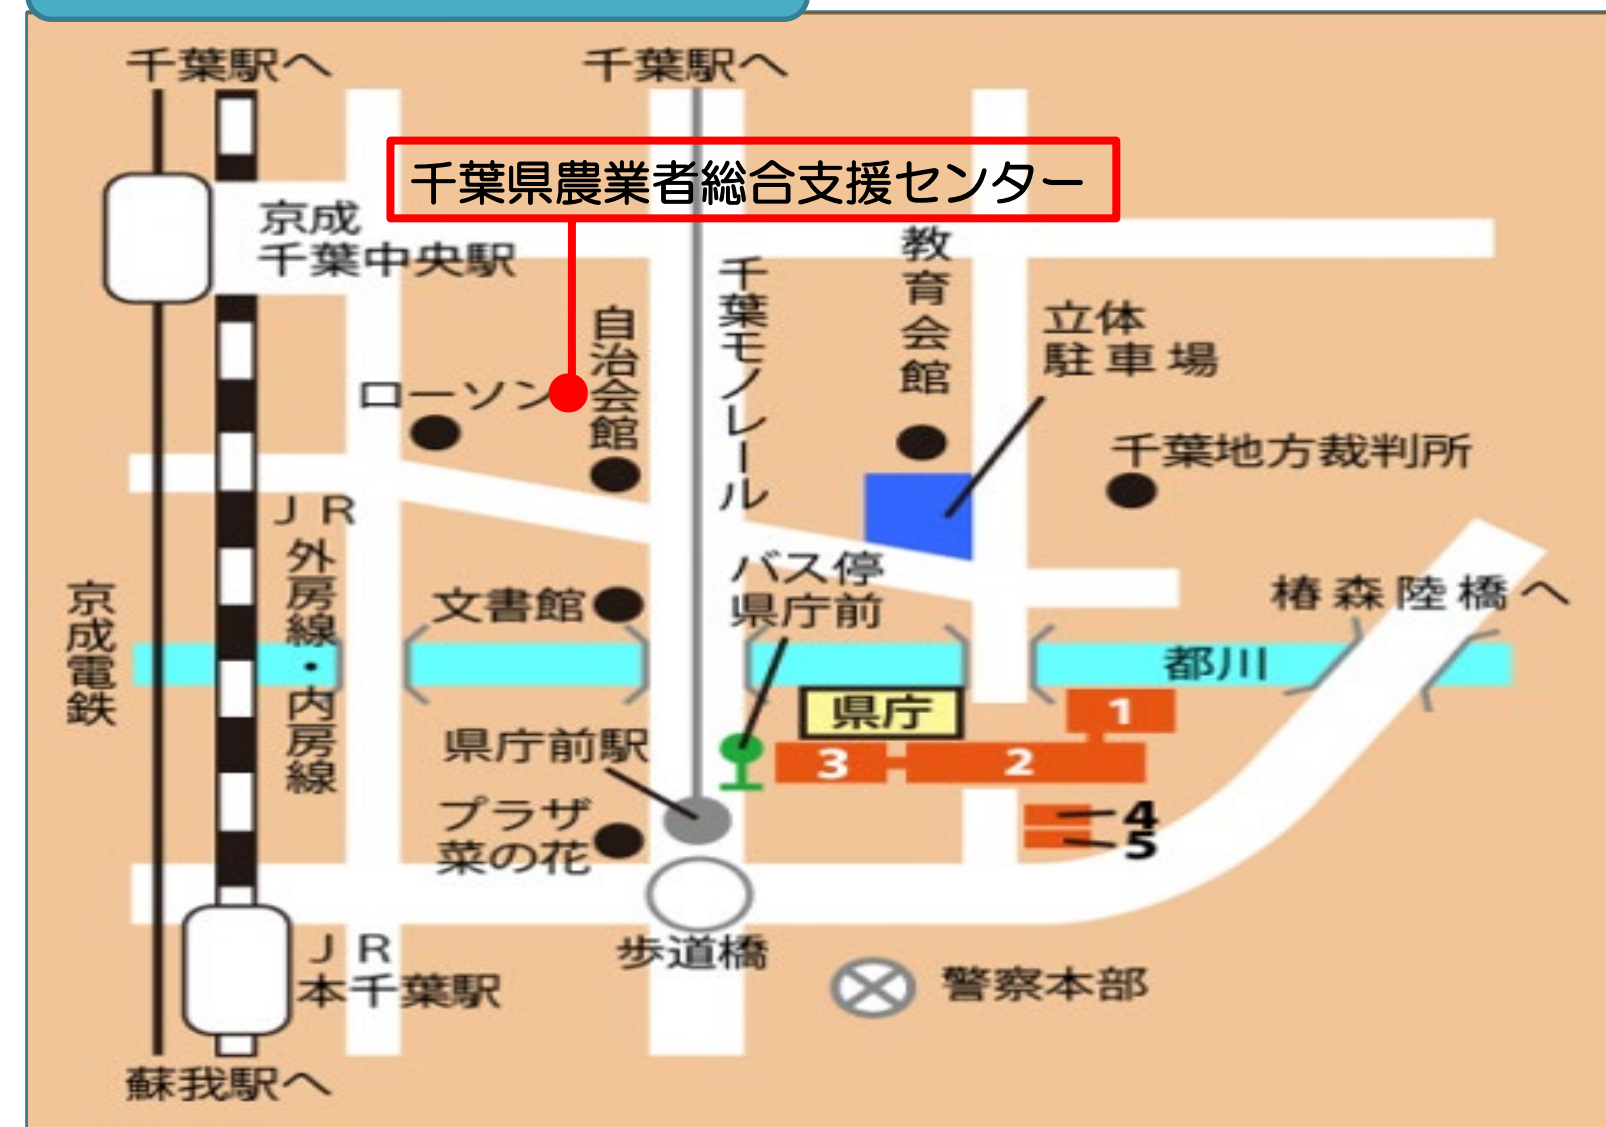 千葉駅へ
千葉駅へ
千葉県農業者総合支援センター
京成
千葉中央駅
教育会館
千葉モノレール
自治会館
立体
駐車場
ローソン
千葉地方裁判所
JR
外房線・内房線
バス停
県庁前
京成電鉄
文書館
椿森陸橋へ
都川
県庁
1
県庁前駅
3
2
プラザ
菜の花
4
5
JR
本千葉駅
歩道橋
警察本部
蘇我駅へ